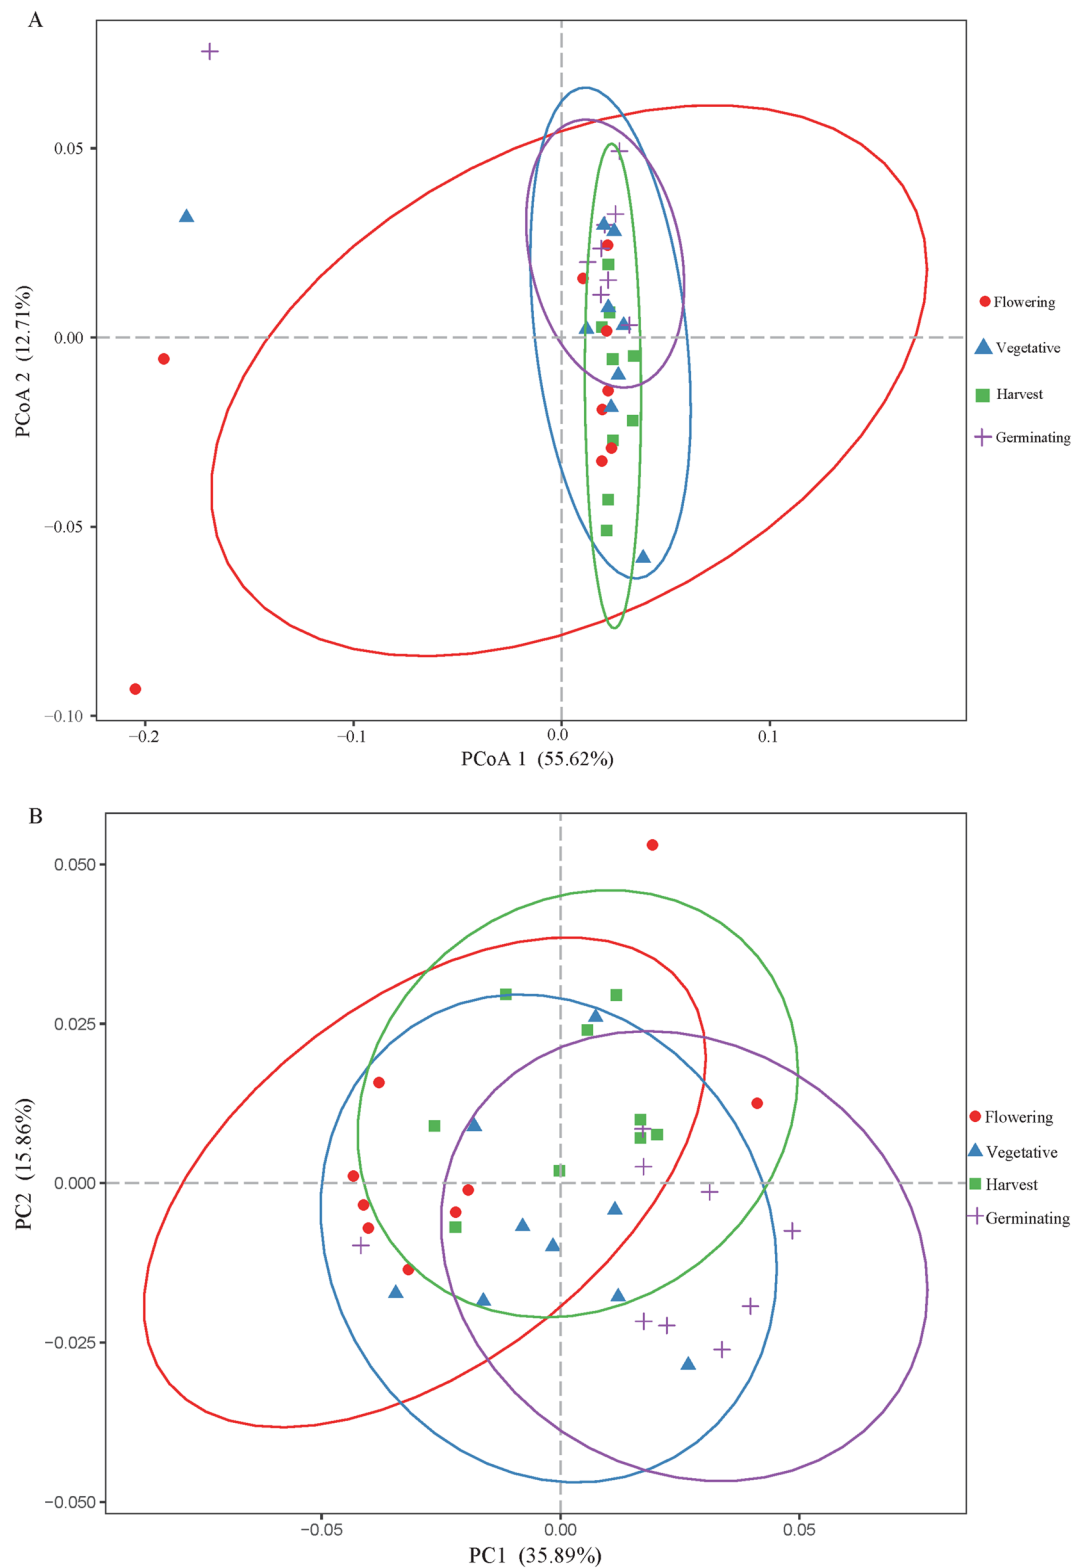 A
0.05
0.00
−0.05
−0.10
PCoA 2 (12.71%)
−0.2
−0.1
0.0
0.1
PCoA 1 (55.62%)
Flowering
Vegetative
Harvest
Germinating
B
0.050
0.025
0.000
−0.025
−0.050
PC2 (15.86%)
−0.05
0.00
0.05
PC1 (35.89%)
Flowering
Vegetative
Harvest
Germinating